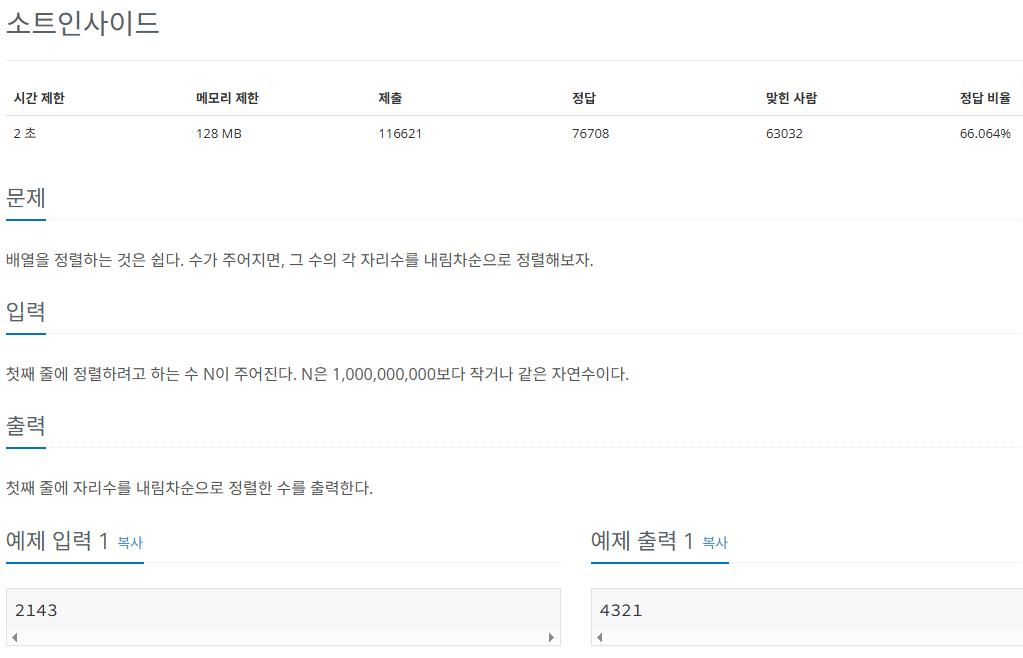 소트인사이드
시간 제한 메모리 제한 제출 정답 맞힌 사람 정답 비율
2 초 128 MB 116621 76708 63032 66.064%
문제
배열을 정렬하는 것은 쉽다. 수가 주어지면, 그 수의 각 자리수를 내림차순으로 정렬해보자.
입력
첫째 줄에 정렬하려고 하는 수 N이 주어진다. N은 1,000,000,000보다 작거나 같은 자연수이다.
출력
첫째 줄에 자리수를 내림차순으로 정렬한 수를 출력한다.
예제 입력 1 복사 예제 출력 1 복사
2143 4321